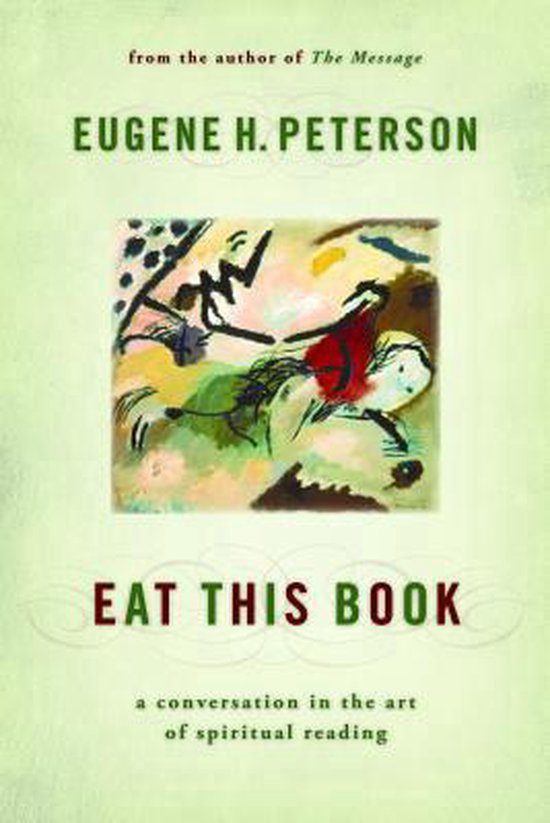 from the author of The Message
EUGENE H. PETERSON
EAT THIS BOOK
a conversation in the art
of spiritual reading